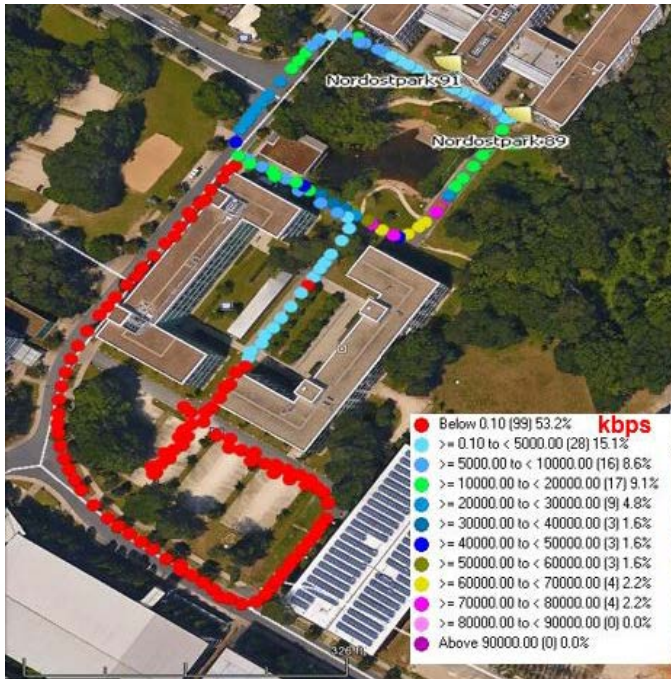 Nordostpark 91
Nordostpark 89
Below 0.10 (99) 53.2% kbps
>= 0.10 to < 5000.00 (28) 15.1%
>= 5000.00 to < 10000.00 (16) 8.6%
>= 10000.00 to < 20000.00 (17) 9.1%
>= 20000.00 to < 30000.00 (9) 4.8%
>= 30000.00 to < 40000.00 (3) 1.6%
>= 40000.00 to < 50000.00 (3) 1.6%
>= 50000.00 to < 60000.00 (3) 1.6%
>= 60000.00 to < 70000.00 (4) 2.2%
>= 70000.00 to < 80000.00 (4) 2.2%
>= 80000.00 to < 90000.00 (0) 0.0%
Above 90000.00 (0) 0.0%